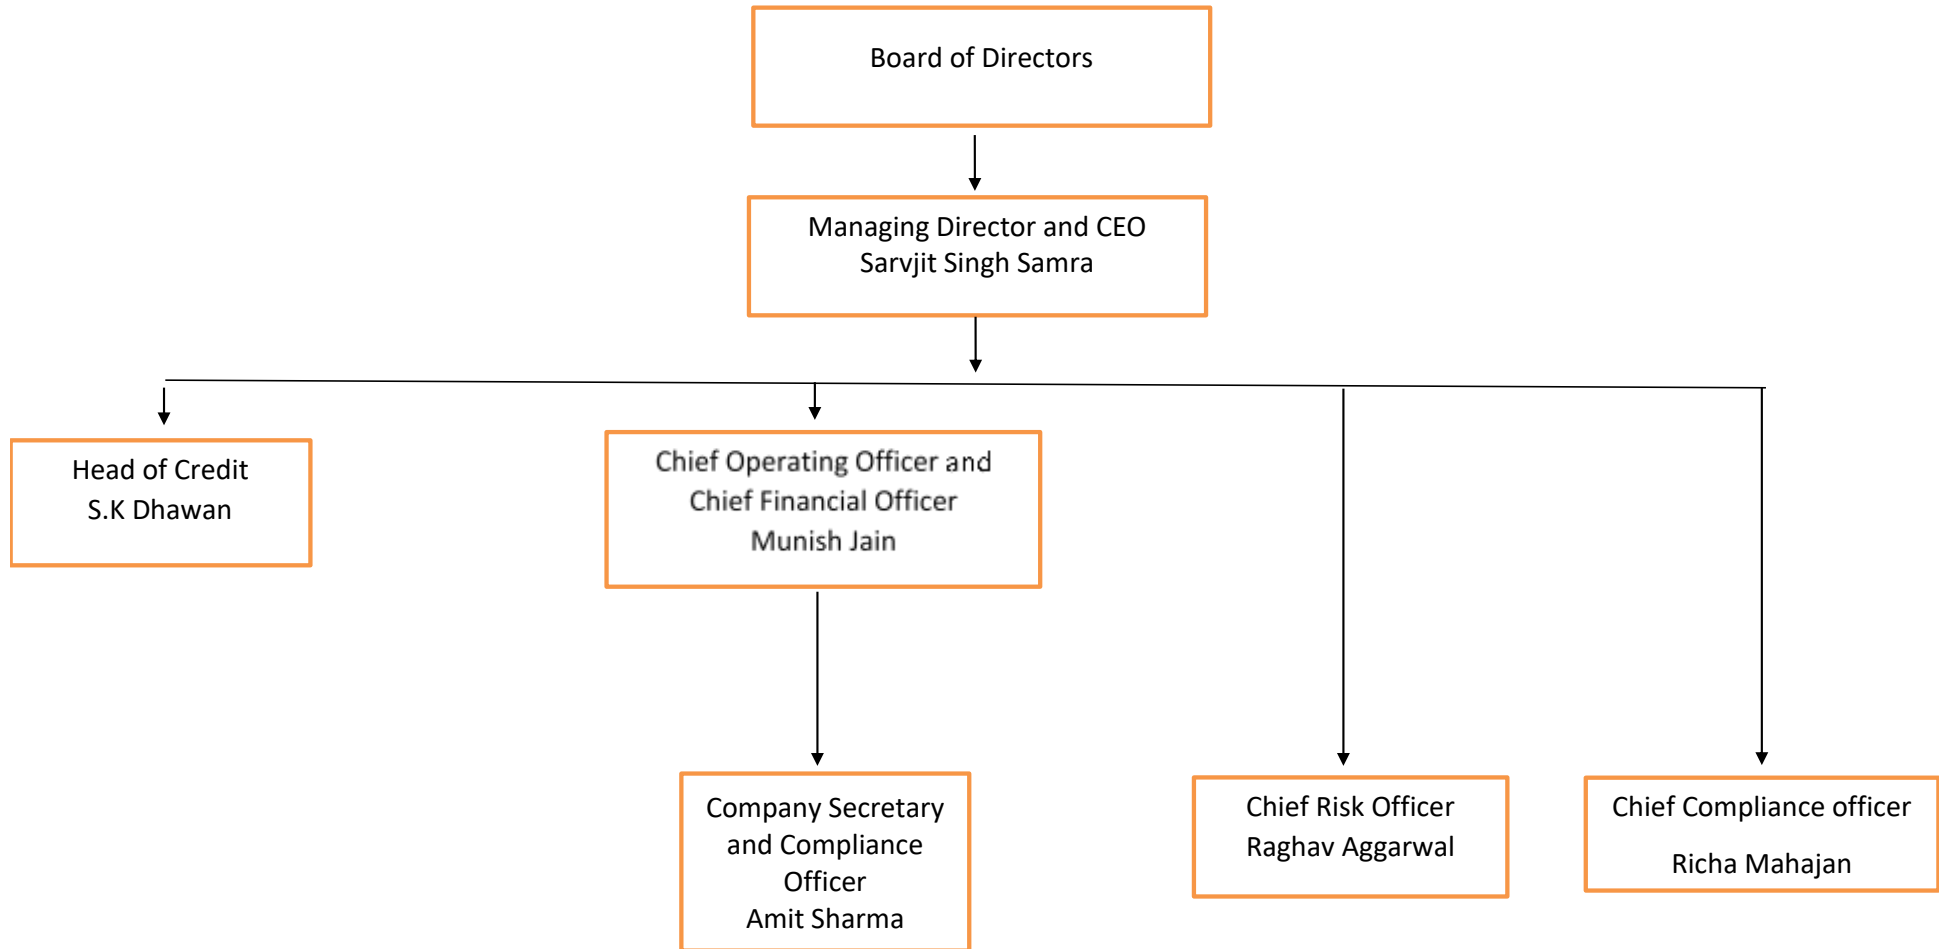 Board of Directors
Managing Director and CEO
Sarvjit Singh Samra
Head of Credit
S.K Dhawan
Chief Operating Officer and
Chief Financial Officer
Munish Jain
Company Secretary
and Compliance
Officer
Amit Sharma
Chief Risk Officer
Raghav Aggarwal
Chief Compliance officer
Richa Mahajan